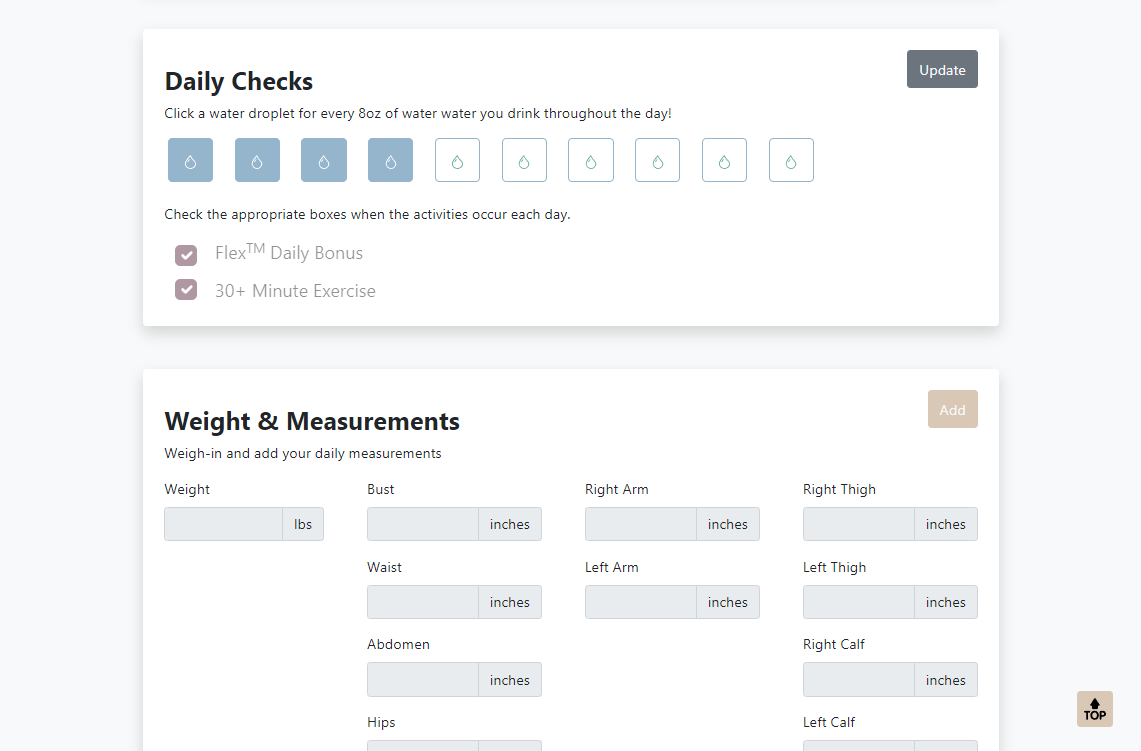 Daily Checks
Update
Click a water droplet for every 8oz of water water you drink throughout the day!
Check the appropriate boxes when the activities occur each day.
Flex™ Daily Bonus
30+ Minute Exercise
Weight & Measurements
Add
Weigh-in and add your daily measurements
Weight Bust Right Arm Right Thigh
lbs inches inches inches
Waist Left Arm Left Thigh
inches inches inches
Abdomen Right Calf
inches inches
Hips Left Calf
TOP